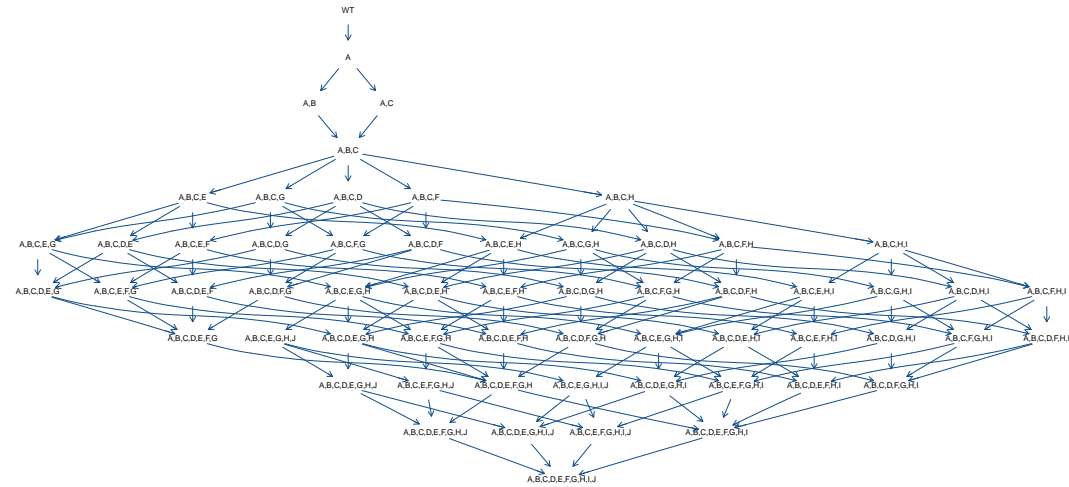 WT
A
A,B
A,C
A,B,C
A,B,C,E
A,B,C,G
A,B,C,D
A,B,C,F
A,B,C,H
A,B,C,E,G
A,B,C,D,E
A,B,C,E,F
A,B,C,D,G
A,B,C,F,G
A,B,C,D,F
A,B,C,E,H
A,B,C,G,H
A,B,C,D,H
A,B,C,F,H
A,B,C,H,I
A,B,C,D,E,G
A,B,C,E,F,G
A,B,C,D,E,F
A,B,C,D,F,G
A,B,C,E,G,H
A,B,C,D,E,H
A,B,C,E,F,H
A,B,C,D,G,H
A,B,C,F,G,H
A,B,C,D,F,H
A,B,C,E,H,I
A,B,C,G,H,I
A,B,C,D,H,I
A,B,C,F,H,I
A,B,C,D,E,F,G
A,B,C,E,G,H,J
A,B,C,D,E,G,H
A,B,C,E,F,G,H
A,B,C,D,E,F,H
A,B,C,D,F,G,H
A,B,C,E,G,H,I
A,B,C,D,E,H,I
A,B,C,E,F,H,I
A,B,C,D,G,H,I
A,B,C,F,G,H,I
A,B,C,D,F,H,I
A,B,C,D,E,G,H,J
A,B,C,E,F,G,H,J
A,B,C,D,E,F,G,H
A,B,C,E,G,H,I,J
A,B,C,D,E,G,H,I
A,B,C,E,F,G,H,I
A,B,C,D,E,F,H,I
A,B,C,D,F,G,H,I
A,B,C,D,E,F,G,H,J
A,B,C,D,E,G,H,I,J
A,B,C,E,F,G,H,I,J
A,B,C,D,E,F,G,H,I
A,B,C,D,E,F,G,H,I,J